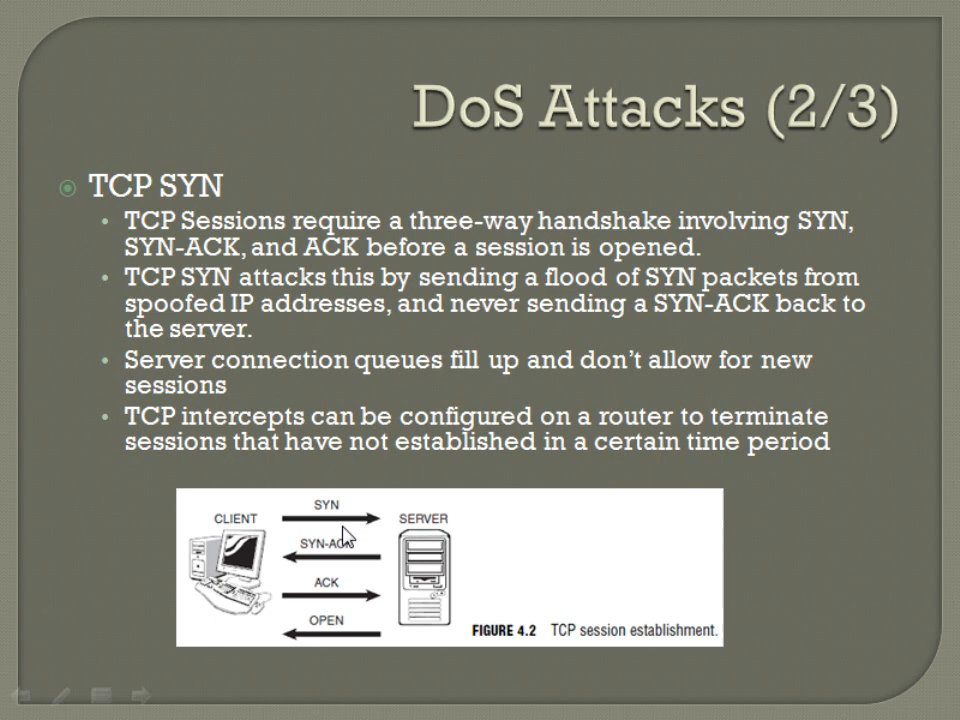 DoS Attacks (2/3)
TCP SYN
TCP Sessions require a three-way handshake involving SYN,
SYN-ACK, and ACK before a session is opened.
TCP SYN attacks this by sending a flood of SYN packets from
spoofed IP addresses, and never sending a SYN-ACK back to
the server.
Server connection queues fill up and don't allow for new
sessions
TCP intercepts can be configured on a router to terminate
sessions that have not established in a certain time period
SYN
CLIENT
SERVER
SYN-ACK
ACK
OPEN
FIGURE 4.2 TCP session establishment.